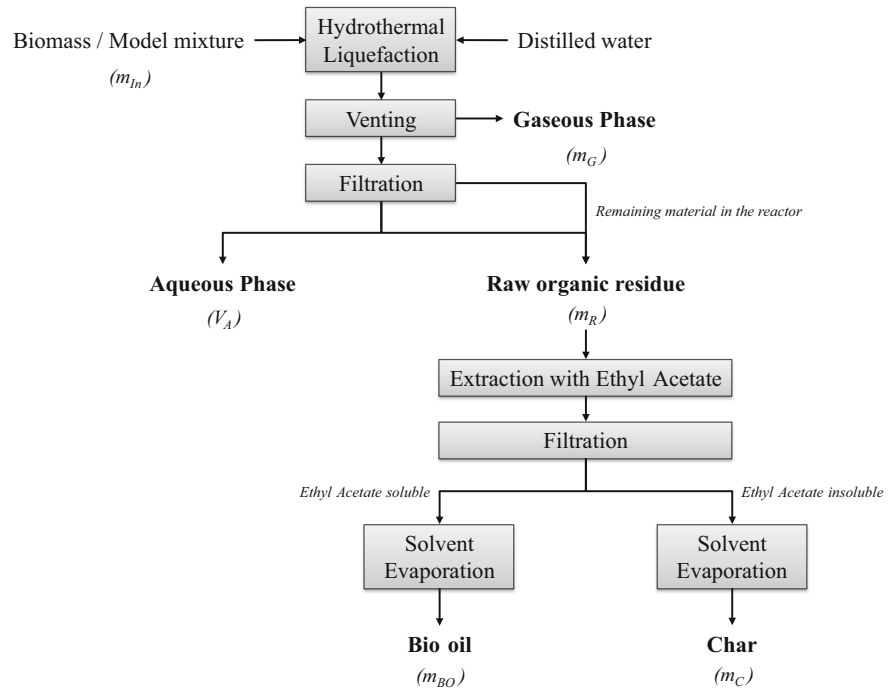 Biomass / Model mixture
(m_In)
Hydrothermal
Liquefaction
Distilled water
Venting
Gaseous Phase
(m_G)
Filtration
Remaining material in the reactor
Aqueous Phase
(V_A)
Raw organic residue
(m_R)
Extraction with Ethyl Acetate
Filtration
Ethyl Acetate soluble
Ethyl Acetate insoluble
Solvent
Evaporation
Solvent
Evaporation
Bio oil
(m_BO)
Char
(m_C)